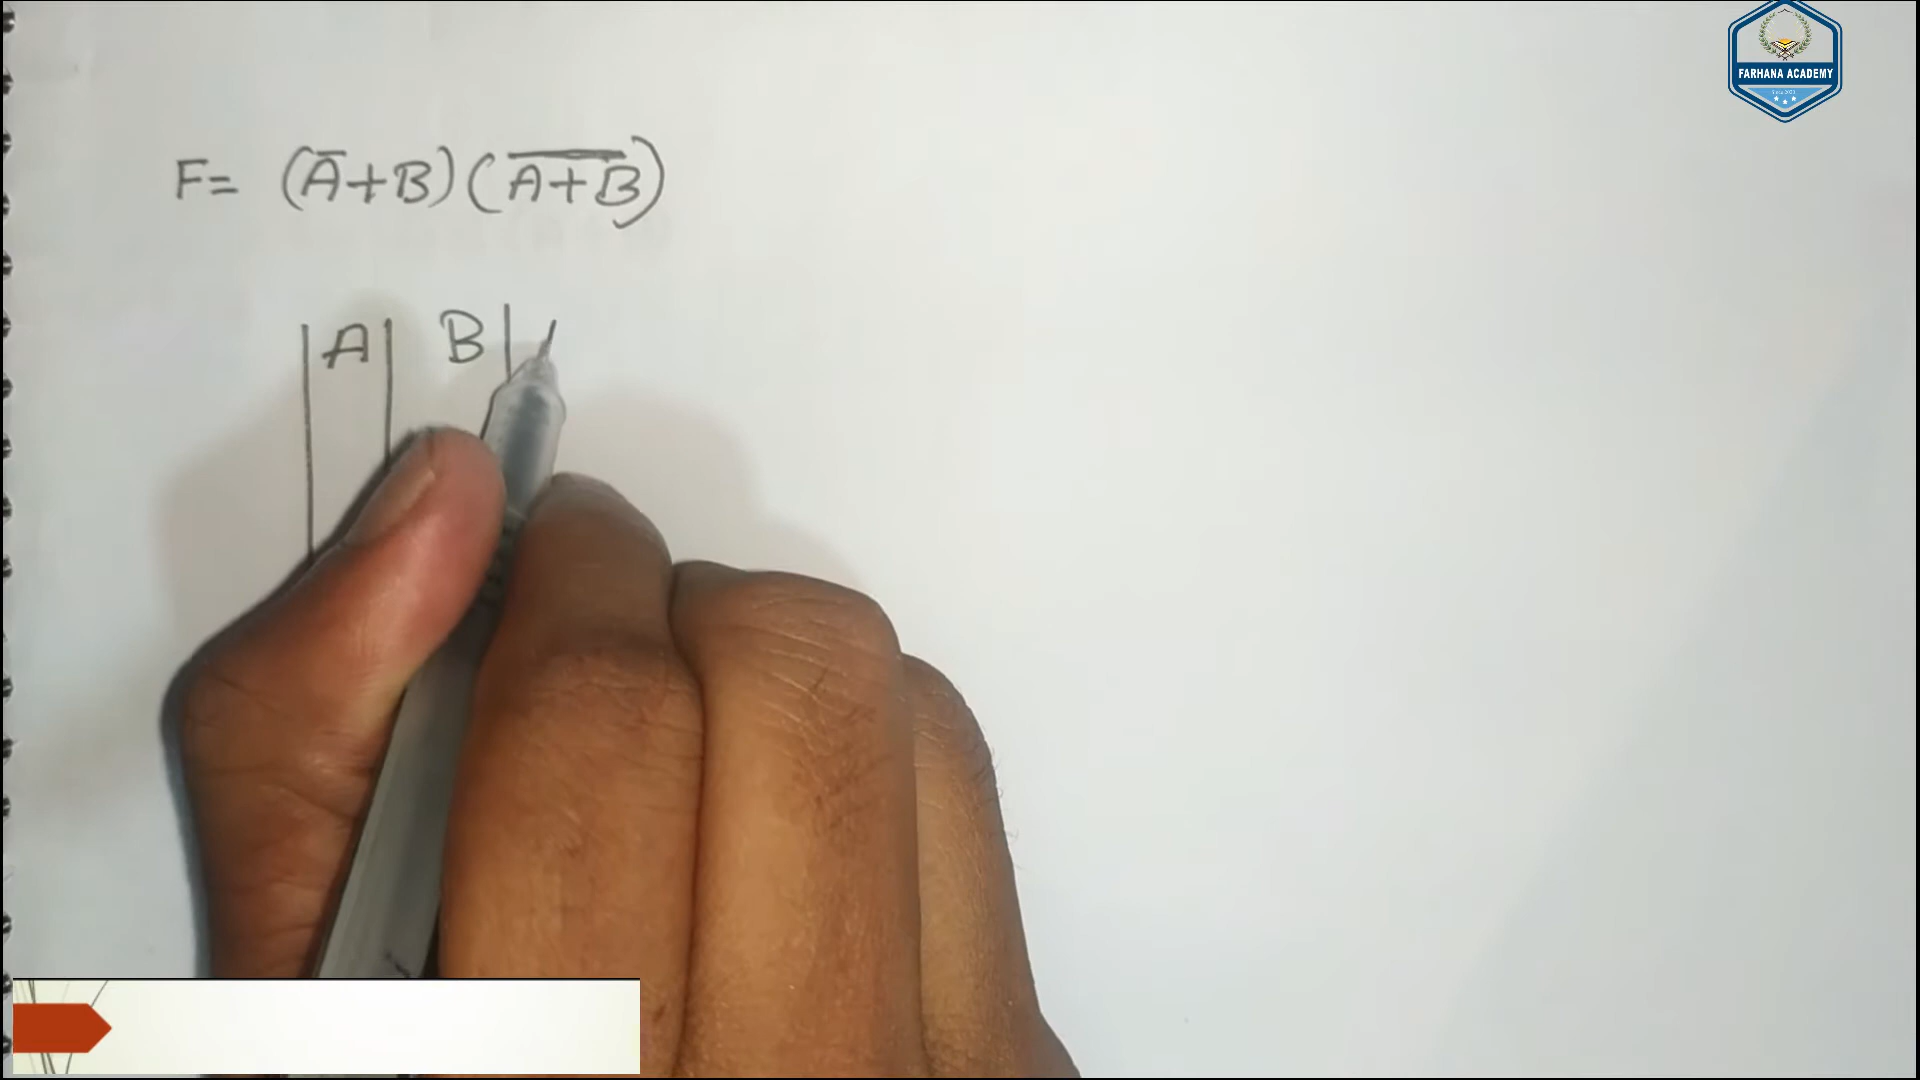 FARHANA ACADEMY
F= (A̅+B)(A̅+̅B̅)
A B